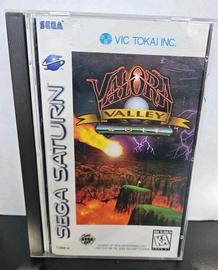 SEGA
VIC TOKAI INC.
VALORA
VALLEY
GOLF
SEGA SATURN
K-A